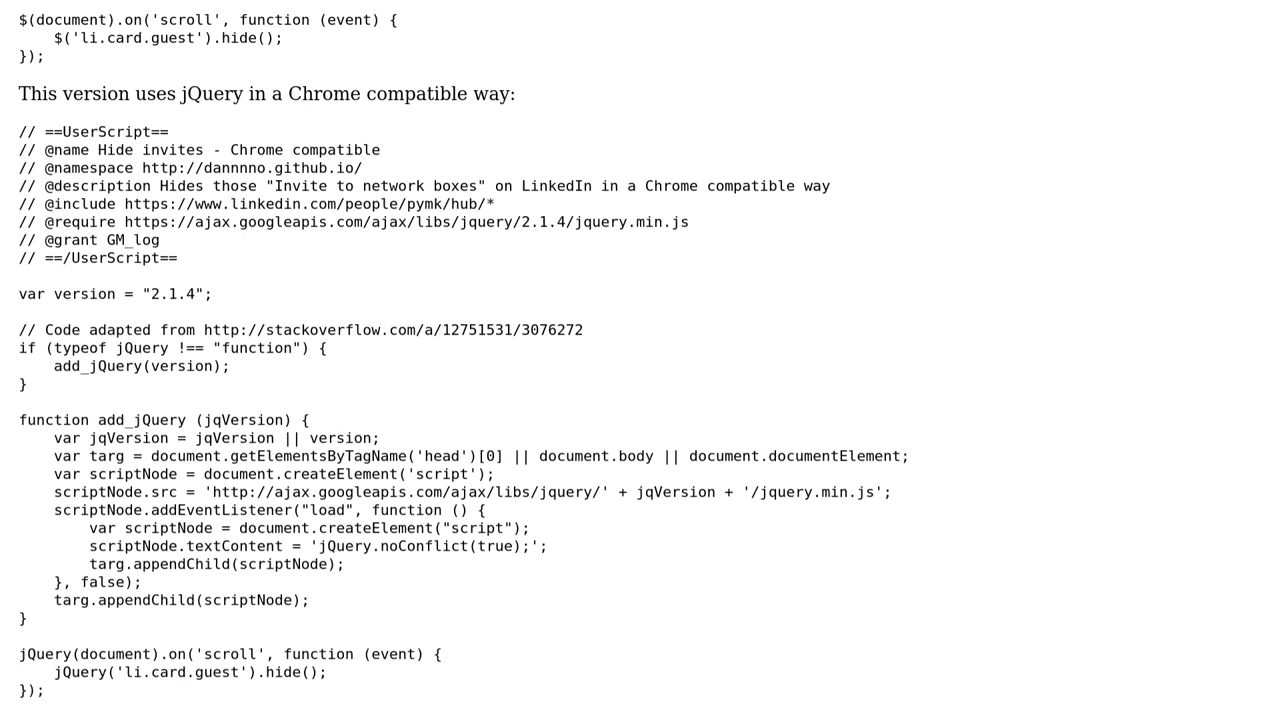 $(document).on('scroll', function (event) {
    $('li.card.guest').hide();
});
This version uses jQuery in a Chrome compatible way:
// ==UserScript==
// @name Hide invites - Chrome compatible
// @namespace http://dannnno.github.io/
// @description Hides those "Invite to network boxes" on LinkedIn in a Chrome compatible way
// @include https://www.linkedin.com/people/pymk/hub/*
// @require https://ajax.googleapis.com/ajax/libs/jquery/2.1.4/jquery.min.js
// @grant GM_log
// ==/UserScript==
var version = "2.1.4";
// Code adapted from http://stackoverflow.com/a/12751531/3076272
if (typeof jQuery !== "function") {
    add_jQuery(version);
}
function add_jQuery (jqVersion) {
    var jqVersion = jqVersion || version;
    var targ = document.getElementsByTagName('head')[0] || document.body || document.documentElement;
    var scriptNode = document.createElement('script');
    scriptNode.src = 'http://ajax.googleapis.com/ajax/libs/jquery/' + jqVersion + '/jquery.min.js';
    scriptNode.addEventListener("load", function () {
        var scriptNode = document.createElement("script");
        scriptNode.textContent = 'jQuery.noConflict(true);';
        targ.appendChild(scriptNode);
    }, false);
    targ.appendChild(scriptNode);
}
jQuery(document).on('scroll', function (event) {
    jQuery('li.card.guest').hide();
});